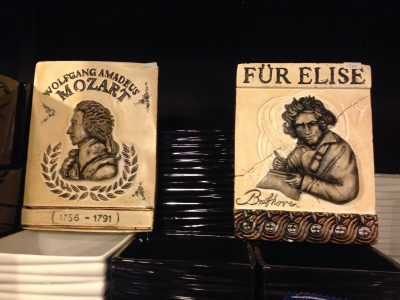 WOLFGANG AMADEUS
MOZART
(1756 - 1791)
FÜR ELISE
Beethoven